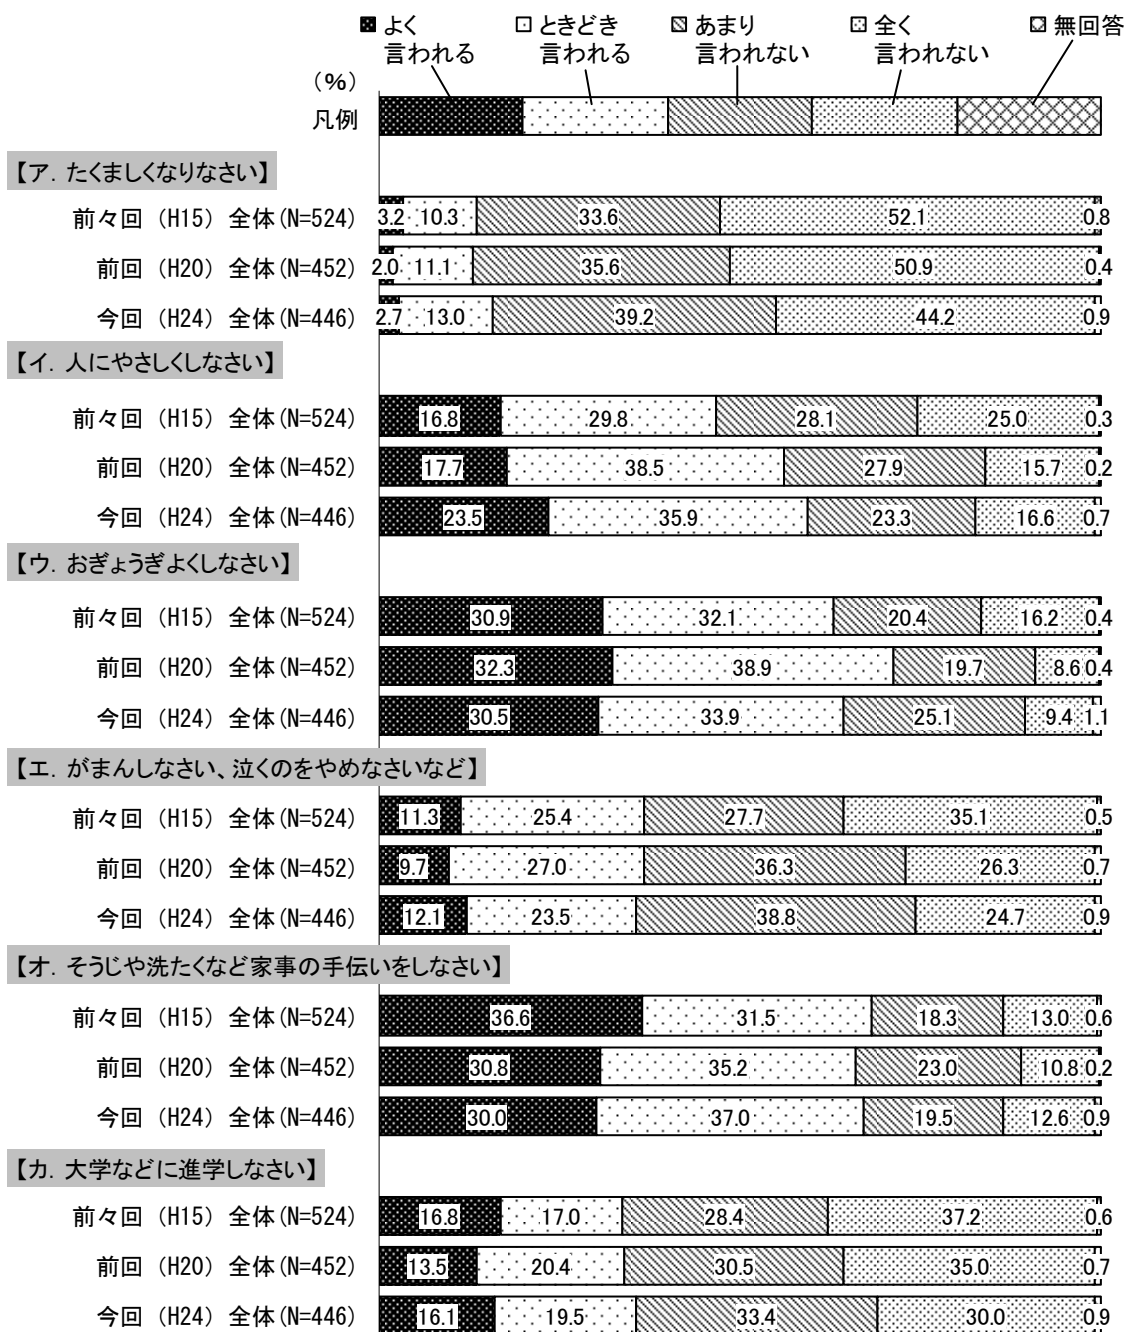 よく ときどき あまり 全く 無回答
言われる 言われる 言われない 言われない
(%)
凡例
【ア. たくましくなりなさい】
前々回 (H15) 全体(N=524) 3.2 10.3 33.6 52.1 0.8
前回 (H20) 全体(N=452) 2.0 11.1 35.6 50.9 0.4
今回 (H24) 全体(N=446) 2.7 13.0 39.2 44.2 0.9
【イ. 人にやさしくしなさい】
前々回 (H15) 全体(N=524) 16.8 29.8 28.1 25.0 0.3
前回 (H20) 全体(N=452) 17.7 38.5 27.9 15.7 0.2
今回 (H24) 全体(N=446) 23.5 35.9 23.3 16.6 0.7
【ウ. おぎょうぎよくしなさい】
前々回 (H15) 全体(N=524) 30.9 32.1 20.4 16.2 0.4
前回 (H20) 全体(N=452) 32.3 38.9 19.7 8.6 0.4
今回 (H24) 全体(N=446) 30.5 33.9 25.1 9.4 1.1
【エ. がまんしなさい、泣くのをやめなさいなど】
前々回 (H15) 全体(N=524) 11.3 25.4 27.7 35.1 0.5
前回 (H20) 全体(N=452) 9.7 27.0 36.3 26.3 0.7
今回 (H24) 全体(N=446) 12.1 23.5 38.8 24.7 0.9
【オ. そうじや洗たくなど家事の手伝いをしなさい】
前々回 (H15) 全体(N=524) 36.6 31.5 18.3 13.0 0.6
前回 (H20) 全体(N=452) 30.8 35.2 23.0 10.8 0.2
今回 (H24) 全体(N=446) 30.0 37.0 19.5 12.6 0.9
【カ. 大学などに進学しなさい】
前々回 (H15) 全体(N=524) 16.8 17.0 28.4 37.2 0.6
前回 (H20) 全体(N=452) 13.5 20.4 30.5 35.0 0.7
今回 (H24) 全体(N=446) 16.1 19.5 33.4 30.0 0.9